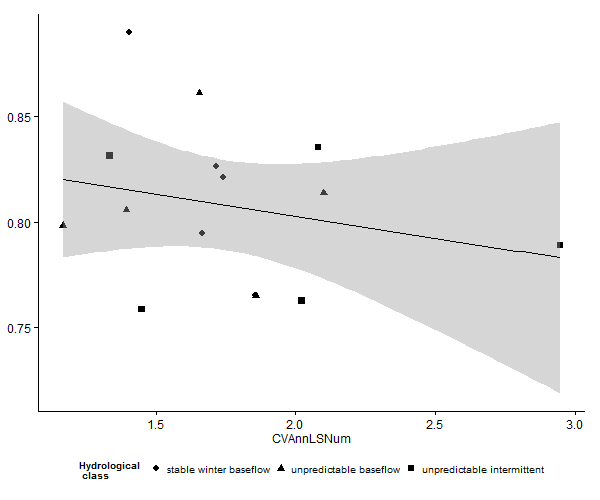 0.85
0.80
0.75
1.5 2.0 2.5 3.0
CVAnnLSNum
Hydrological
class
stable winter baseflow unpredictable baseflow unpredictable intermittent